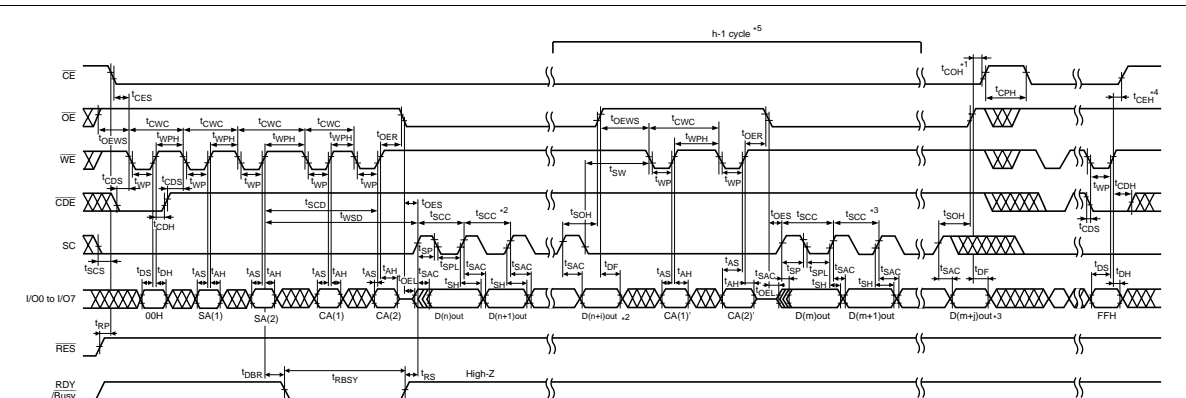 h-1 cycle *5
CE
tCES
tCOH*1
tCPH
tCEH*4
OE
tOEWS
tCWC
tCWC
tCWC
tCWC
tWPH
tWPH
tWPH
tWPH
tOER
tOEWS
tCWC
tWPH
tOER
WE
tCDS
tWP
tCDS
tWP
tWP
tWP
tWP
tSW
tWP
tWP
tWP
tCDH
CDE
tCDH
tSCD
tWSD
tOES
tSCC
tSCC *2
tSOH
tOES
tSCC
tSCC *3
tSOH
tCDS
SC
tSCS
tDS
tDH
tAS
tAH
tAS
tAH
tAS
tAH
tAS
tAH
tOEL
tSP
tSPL
tSAC
tSH
tSAC
tSH
tSAC
tSAC
tDF
tAS
tAH
tAS
tAH
tSAC
tOEL
tSP
tSPL
tSAC
tSH
tSAC
tSH
tSAC
tDF
tDS
tDH
I/O0 to I/O7
00H
SA(1)
SA(2)
CA(1)
CA(2)
D(n)out
D(n+1)out
D(n+i)out *2
CA(1)'
CA(2)'
D(m)out
D(m+1)out
D(m+j)out*3
FFH
tRP
RES
tDBR
tRBSY
tRS
High-Z
RDY
/Busy